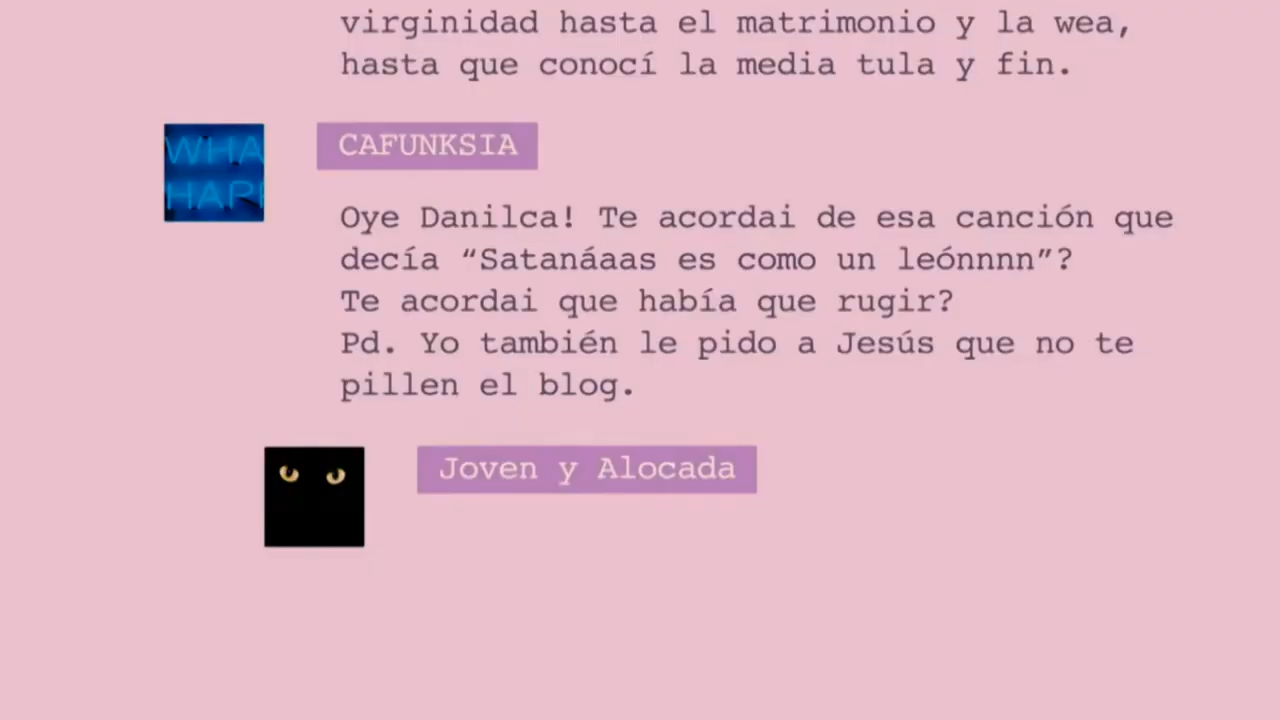 virginidad hasta el matrimonio y la wea,
hasta que conocí la media tula y fin.
WHA
HAP
CAFUNKSIA
Oye Danilca! Te acordai de esa canción que
decía “Satanáaas es como un leónnnn”?
Te acordai que había que rugir?
Pd. Yo también le pido a Jesús que no te
pillen el blog.
Joven y Alocada